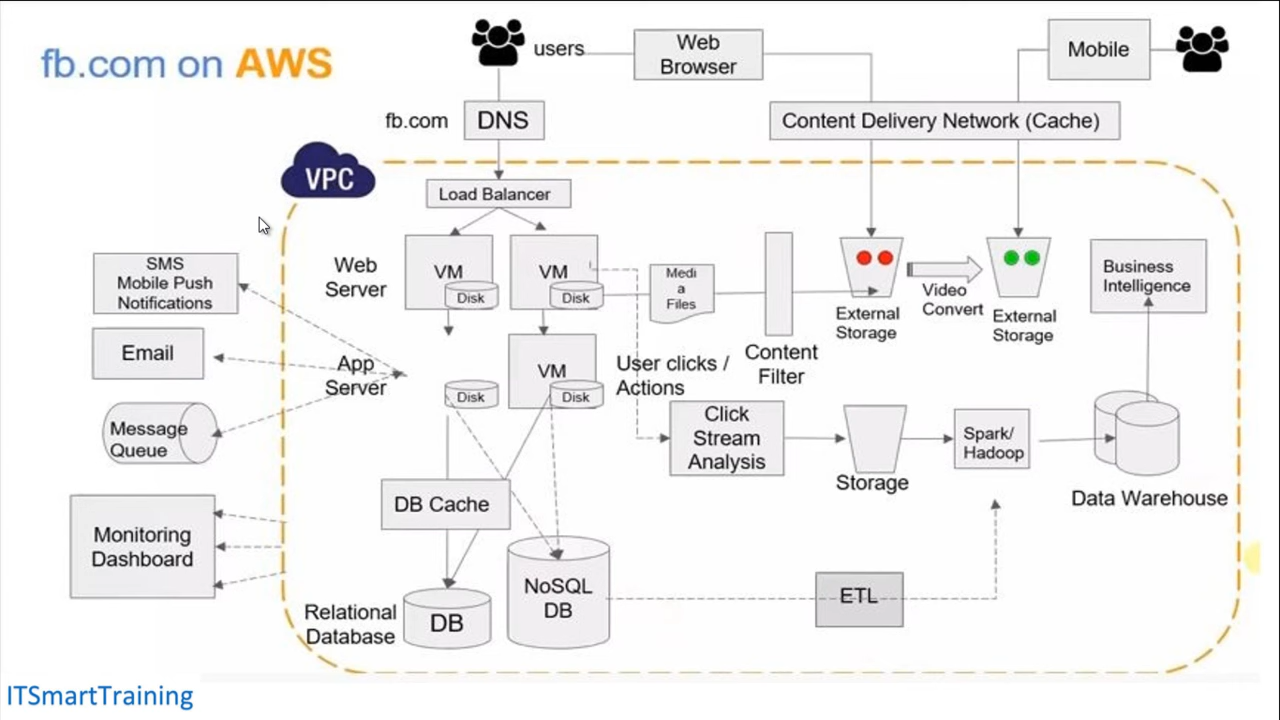 fb.com on AWS
users
Web
Browser
Mobile
fb.com
DNS
Content Delivery Network (Cache)
VPC
Load Balancer
Web
Server
VM
Disk
VM
Disk
Medi
a
Files
Content
Filter
External
Storage
Video
Convert
External
Storage
Business
Intelligence
SMS
Mobile Push
Notifications
Email
Message
Queue
App
Server
Disk
VM
Disk
User clicks /
Actions
Click
Stream
Analysis
Storage
Spark/
Hadoop
Data Warehouse
DB Cache
Monitoring
Dashboard
Relational
Database
DB
NoSQL
DB
ETL
ITSmartTraining